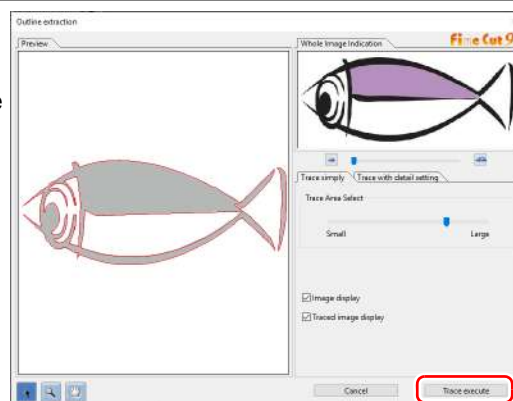 Outline extraction
Preview
Whole Image Indication
Fine Cut 9
e
Trace simply
Trace with detail setting
Trace Area Select
Small
Large
Image display
Traced image display
Cancel
Trace execute